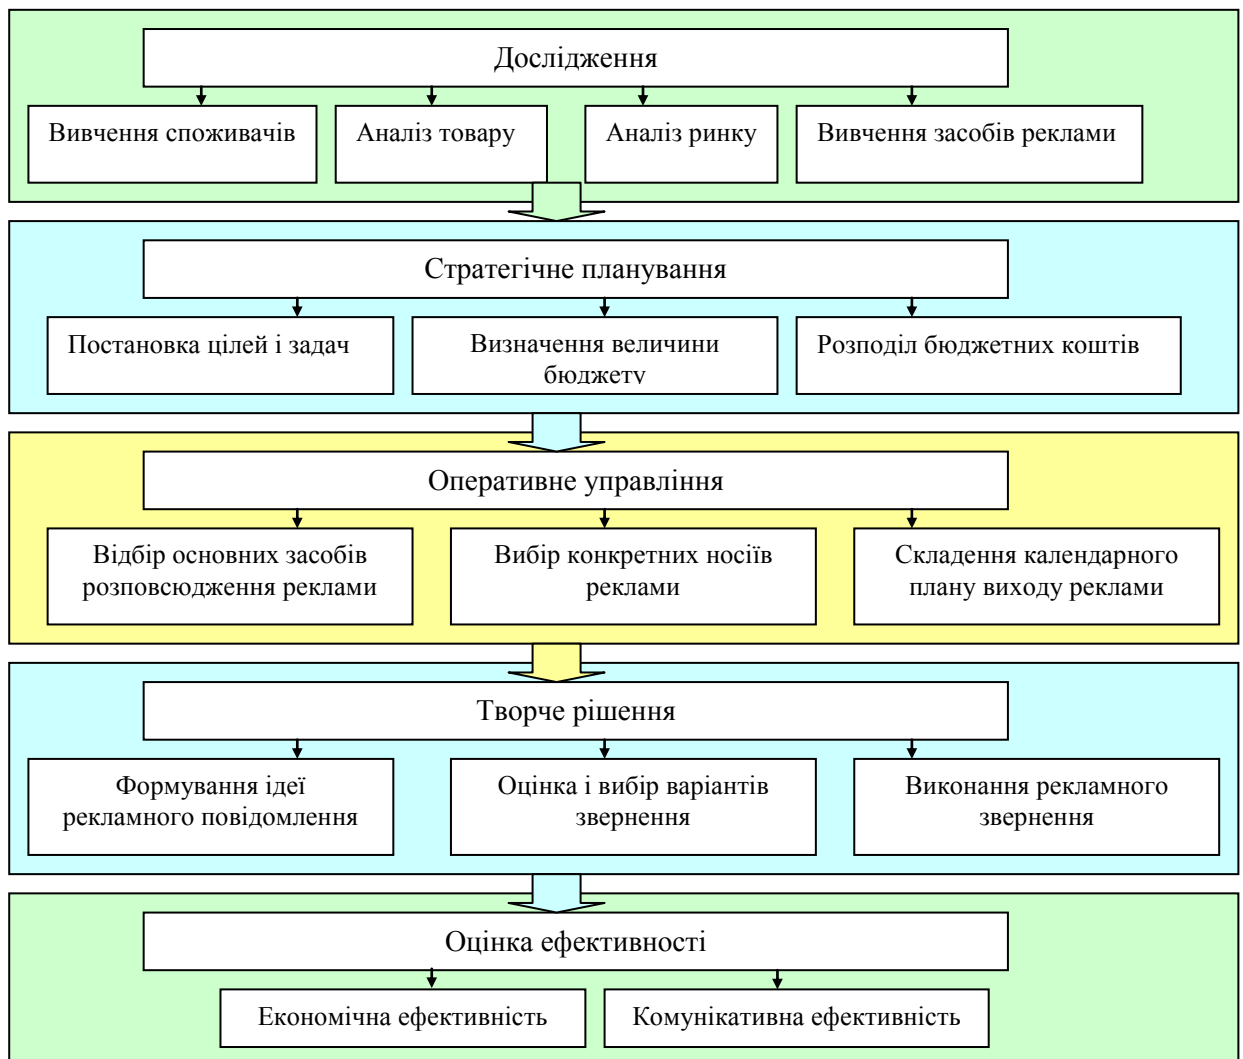 Дослідження
Вивчення споживачів
Аналіз товару
Аналіз ринку
Вивчення засобів реклами
Стратегічне планування
Постановка цілей і задач
Визначення величини
бюджету
Розподіл бюджетних коштів
Оперативне управління
Відбір основних засобів
розповсюдження реклами
Вибір конкретних носіїв
реклами
Складення календарного
плану виходу реклами
Творче рішення
Формування ідеї
рекламного повідомлення
Оцінка і вибір варіантів
звернення
Виконання рекламного
звернення
Оцінка ефективності
Економічна ефективність
Комунікативна ефективність